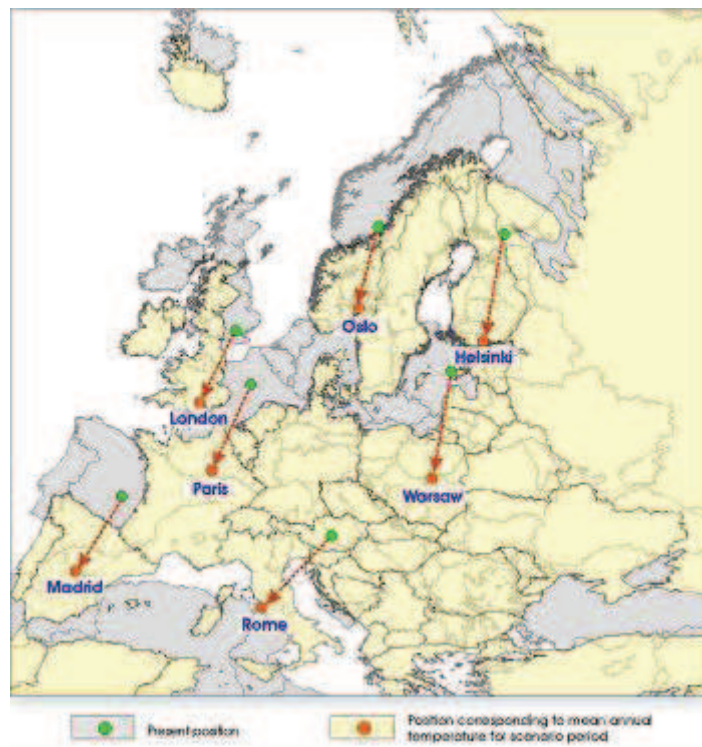 Oslo
Helsinki
London
Paris
Warsaw
Madrid
Rome
Present position
Position corresponding to mean annual
temperature for scenario period